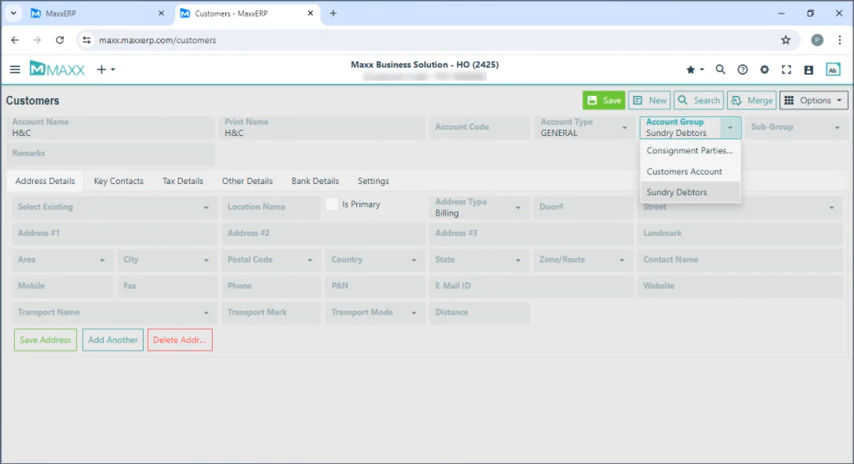 MaxxERP
Customers - MaxxERP
maxx.maxxerp.com/customers
MAXX
Maxx Business Solution - HO (2425)
Ab
P
Customers
Save
New
Search
Merge
Options
Account Name
H&C
Print Name
H&C
Account Code
Account Type
GENERAL
Account Group
Sundry Debtors
Sub-Group
Remarks
Consignment Parties...
Customers Account
Sundry Debtors
Address Details
Key Contacts
Tax Details
Other Details
Bank Details
Settings
Select Existing
Location Name
Is Primary
Address Type
Billing
Door#
Street
Address #1
Address #2
Address #3
Landmark
Area
City
Postal Code
Country
State
Zone/Route
Contact Name
Mobile
Fax
Phone
PAN
E-Mail ID
Website
Transport Name
Transport Mark
Transport Mode
Distance
Save Address
Add Another
Delete Addr...